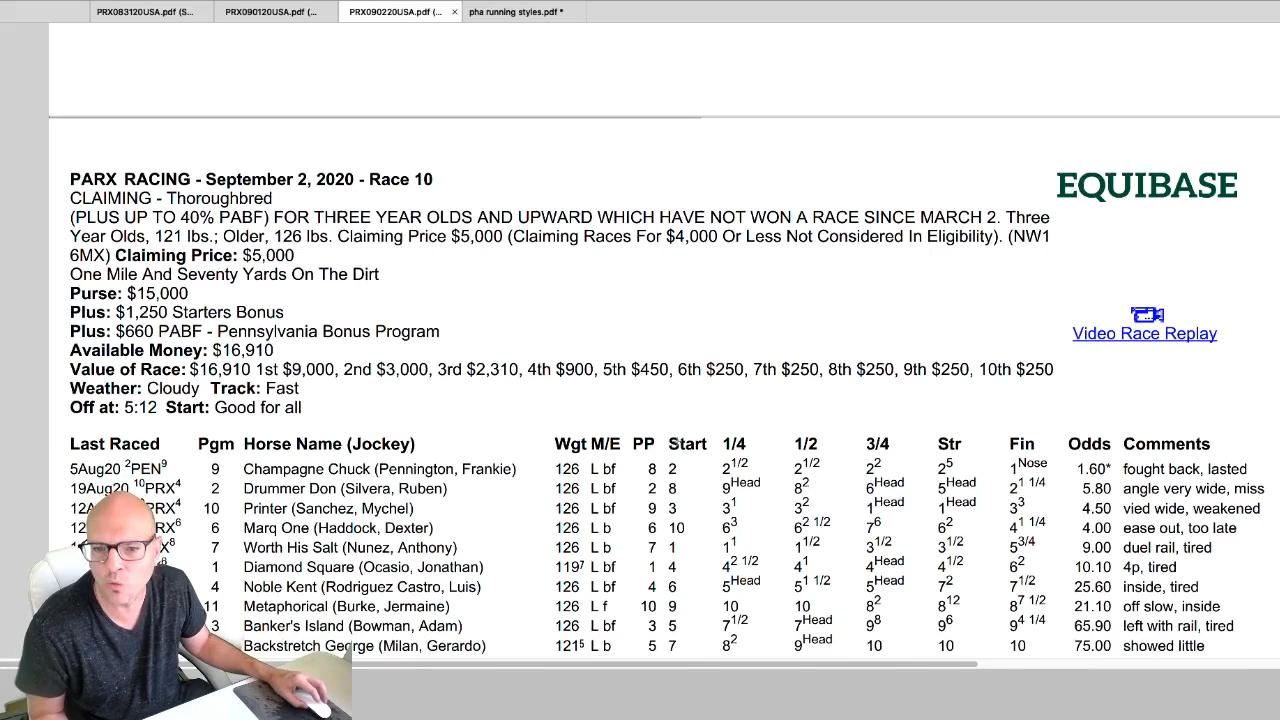 PRX083120USA.pdf (S... PRX090120USA.pdf (... PRX090220USA.pdf (... × pha running styles.pdf *
PARX RACING - September 2, 2020 - Race 10
EQUIBASE
CLAIMING - Thoroughbred
(PLUS UP TO 40% PABF) FOR THREE YEAR OLDS AND UPWARD WHICH HAVE NOT WON A RACE SINCE MARCH 2. Three
Year Olds, 121 lbs.; Older, 126 lbs. Claiming Price $5,000 (Claiming Races For $4,000 Or Less Not Considered In Eligibility). (NW1
6MX) Claiming Price: $5,000
One Mile And Seventy Yards On The Dirt
Purse: $15,000
Plus: $1,250 Starters Bonus
Plus: $660 PABF - Pennsylvania Bonus Program
Video Race Replay
Available Money: $16,910
Value of Race: $16,910 1st $9,000, 2nd $3,000, 3rd $2,310, 4th $900, 5th $450, 6th $250, 7th $250, 8th $250, 9th $250, 10th $250
Weather: Cloudy Track: Fast
Off at: 5:12 Start: Good for all
Last Raced Pgm Horse Name (Jockey) Wgt M/E PP Start 1/4 1/2 3/4 Str Fin Odds Comments
5Aug20 2PEN9 9 Champagne Chuck (Pennington, Frankie) 126 L bf 8 2 2 1/2 2 1/2 2 2 2 5 1 Nose 1.60* fought back, lasted
19Aug20 10PRX4 2 Drummer Don (Silvera, Ruben) 126 L bf 2 8 9 Head 8 2 6 Head 5 Head 2 1 1/4 5.80 angle very wide, miss
PRX4 10 Printer (Sanchez, Mychel) 126 L bf 9 3 3 1 3 1 1 Head 1 Head 3 3 4.50 vied wide, weakened
RX6 6 Marq One (Haddock, Dexter) 126 L b 6 10 6 3 6 2 1/2 7 6 6 2 4 1 1/4 4.00 ease out, too late
X8 7 Worth His Salt (Nunez, Anthony) 126 L b 7 1 1 1 1 1/2 3 1/2 3 1/2 5 3/4 9.00 duel rail, tired
1 Diamond Square (Ocasio, Jonathan) 119 7 L bf 1 4 4 2 1/2 4 1 4 Head 4 1/2 6 2 10.10 4p, tired
4 Noble Kent (Rodriguez Castro, Luis) 126 L bf 4 6 5 Head 5 1 1/2 5 Head 7 2 7 1/2 25.60 inside, tired
11 Metaphorical (Burke, Jermaine) 126 L f 10 9 10 10 8 2 8 12 8 7 1/2 21.10 off slow, inside
3 Banker's Island (Bowman, Adam) 126 L bf 3 5 7 1/2 7 Head 9 8 9 6 9 4 1/4 65.90 left with rail, tired
Backstretch George (Milan, Gerardo) 121 5 L b 5 7 8 2 9 Head 10 10 10 75.00 showed little